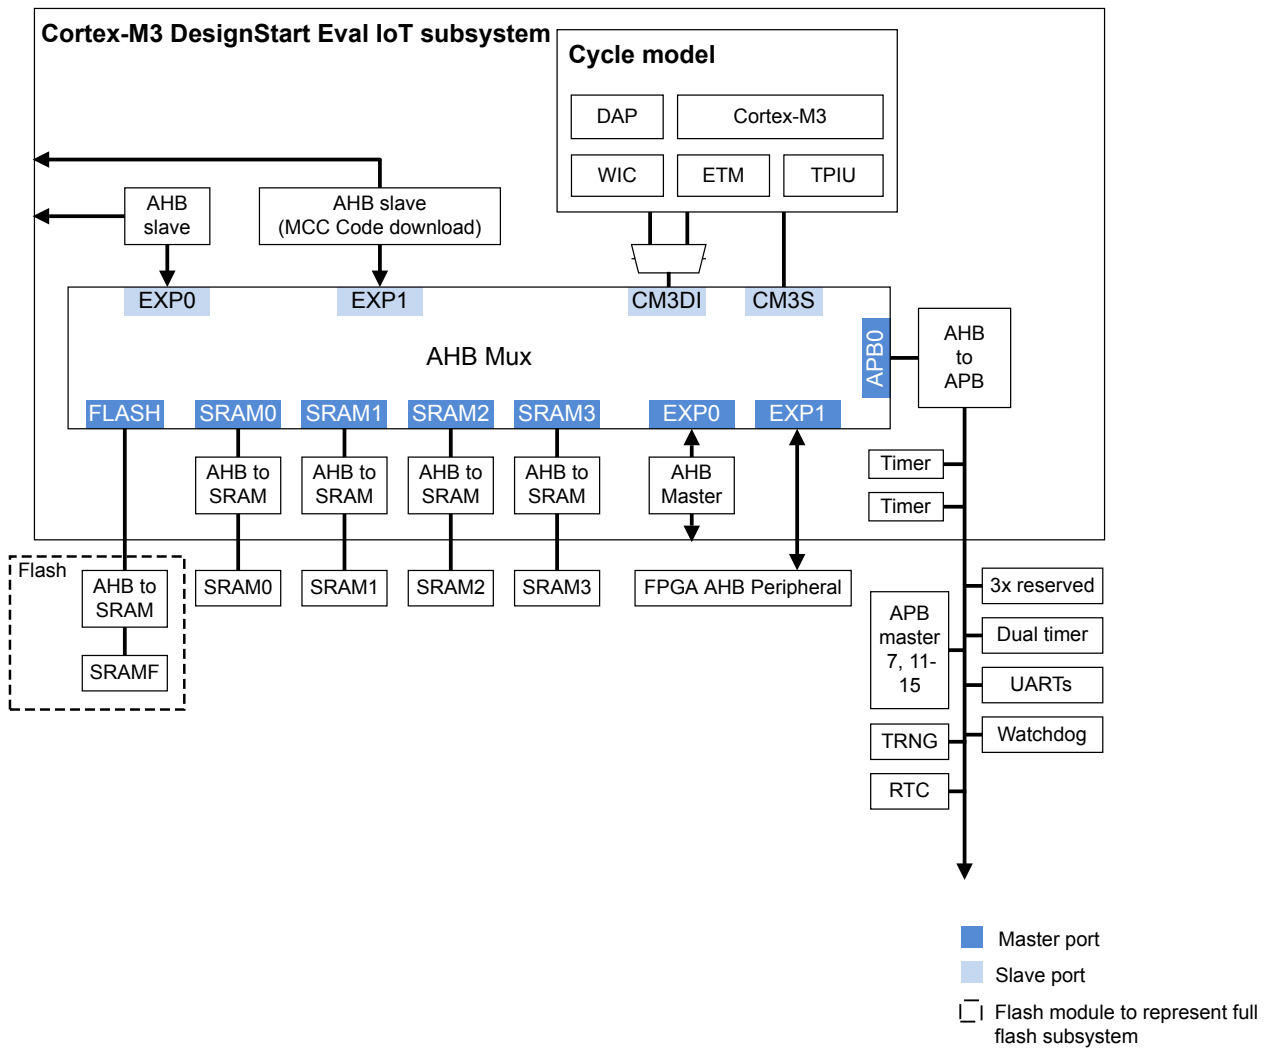 Cortex-M3 DesignStart Eval IoT subsystem
Cycle model
DAP
Cortex-M3
WIC
ETM
TPIU
AHB
slave
AHB slave
(MCC Code download)
EXP0
EXP1
CM3DI
CM3S
AHB Mux
APB0
AHB
to
APB
FLASH
SRAM0
SRAM1
SRAM2
SRAM3
EXP0
EXP1
AHB to
SRAM
AHB to
SRAM
AHB to
SRAM
AHB to
SRAM
AHB
Master
Timer
Timer
Flash
AHB to
SRAM
SRAMF
SRAM0
SRAM1
SRAM2
SRAM3
FPGA AHB Peripheral
3x reserved
APB
master
7, 11-
15
Dual timer
UARTs
Watchdog
TRNG
RTC
Master port
Slave port
Flash module to represent full
flash subsystem